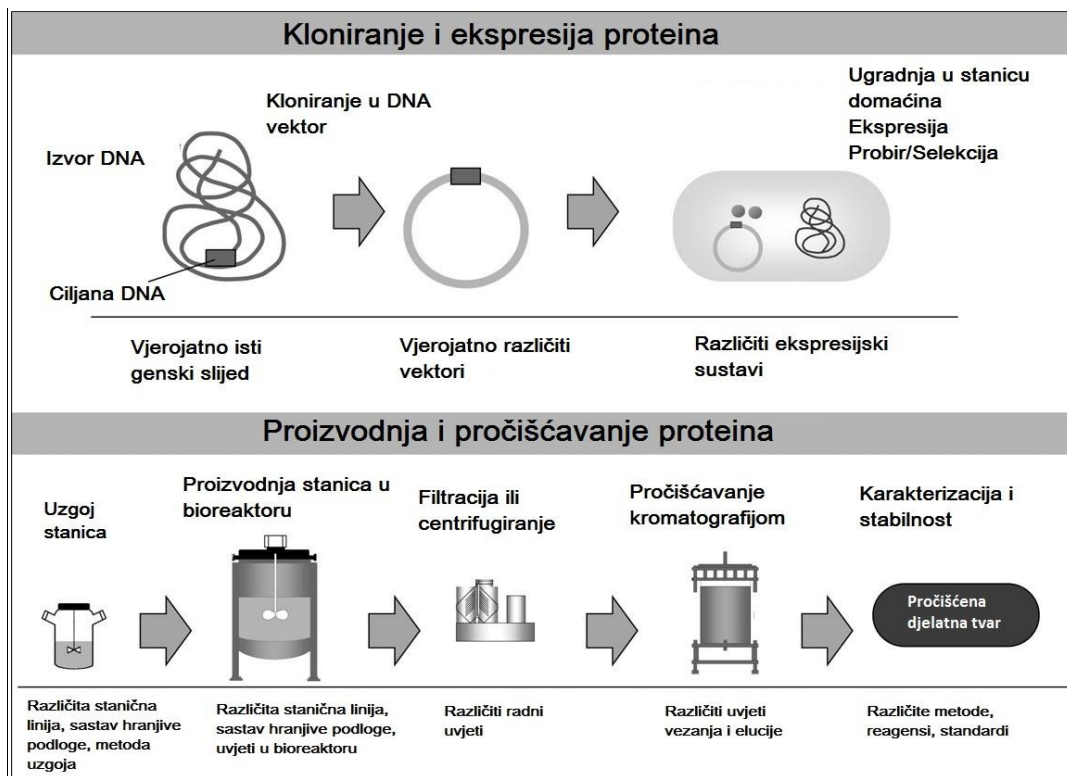 Kloniranje i ekspresija proteina
Izvor DNA
Kloniranje u DNA
vektor
Ugradnja u stanicu
domaćina
Ekspresija
Probir/Selekcija
Ciljana DNA
Vjerojatno isti
genski slijed
Vjerojatno različiti
vektori
Različiti ekspresijski
sustavi
Proizvodnja i pročišćavanje proteina
Uzgoj
stanica
Proizvodnja stanica u
bioreaktoru
Filtracija ili
centrifugiranje
Pročišćavanje
kromatografijom
Karakterizacija i
stabilnost
Pročišćena
djelatna tvar
Različita stanična
linija, sastav hranjive
podloge, metoda
uzgoja
Različita stanična linija,
sastav hranjive podloge,
uvjeti u bioreaktoru
Različiti radni
uvjeti
Različiti uvjeti
vezanja i elucije
Različite metode,
reagensi, standardi